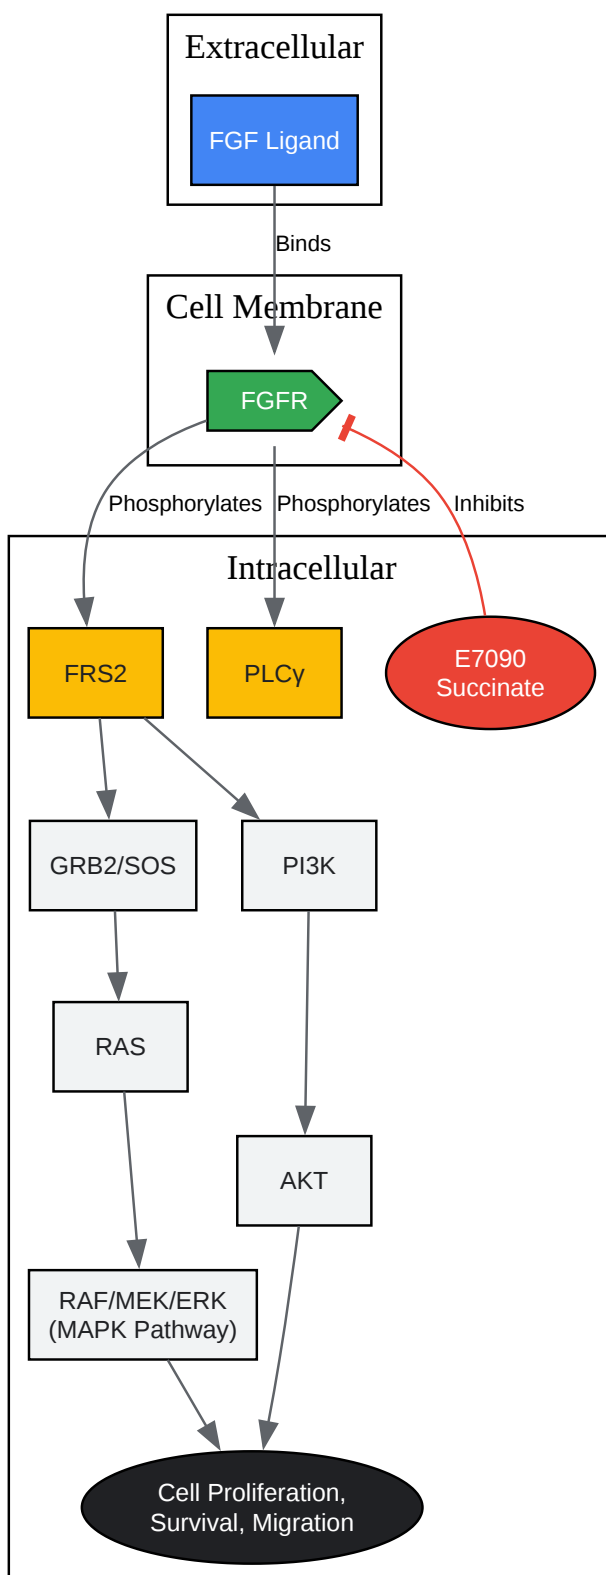 Extracellular
FGF Ligand
Binds
Cell Membrane
FGFR
Phosphorylates
Phosphorylates
Inhibits
Intracellular
FRS2
PLCγ
E7090
Succinate
GRB2/SOS
PI3K
RAS
AKT
RAF/MEK/ERK
(MAPK Pathway)
Cell Proliferation,
Survival, Migration